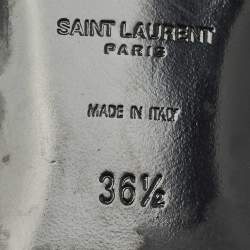 SAINT LAURENT
PARIS
MADE IN ITALY
36½